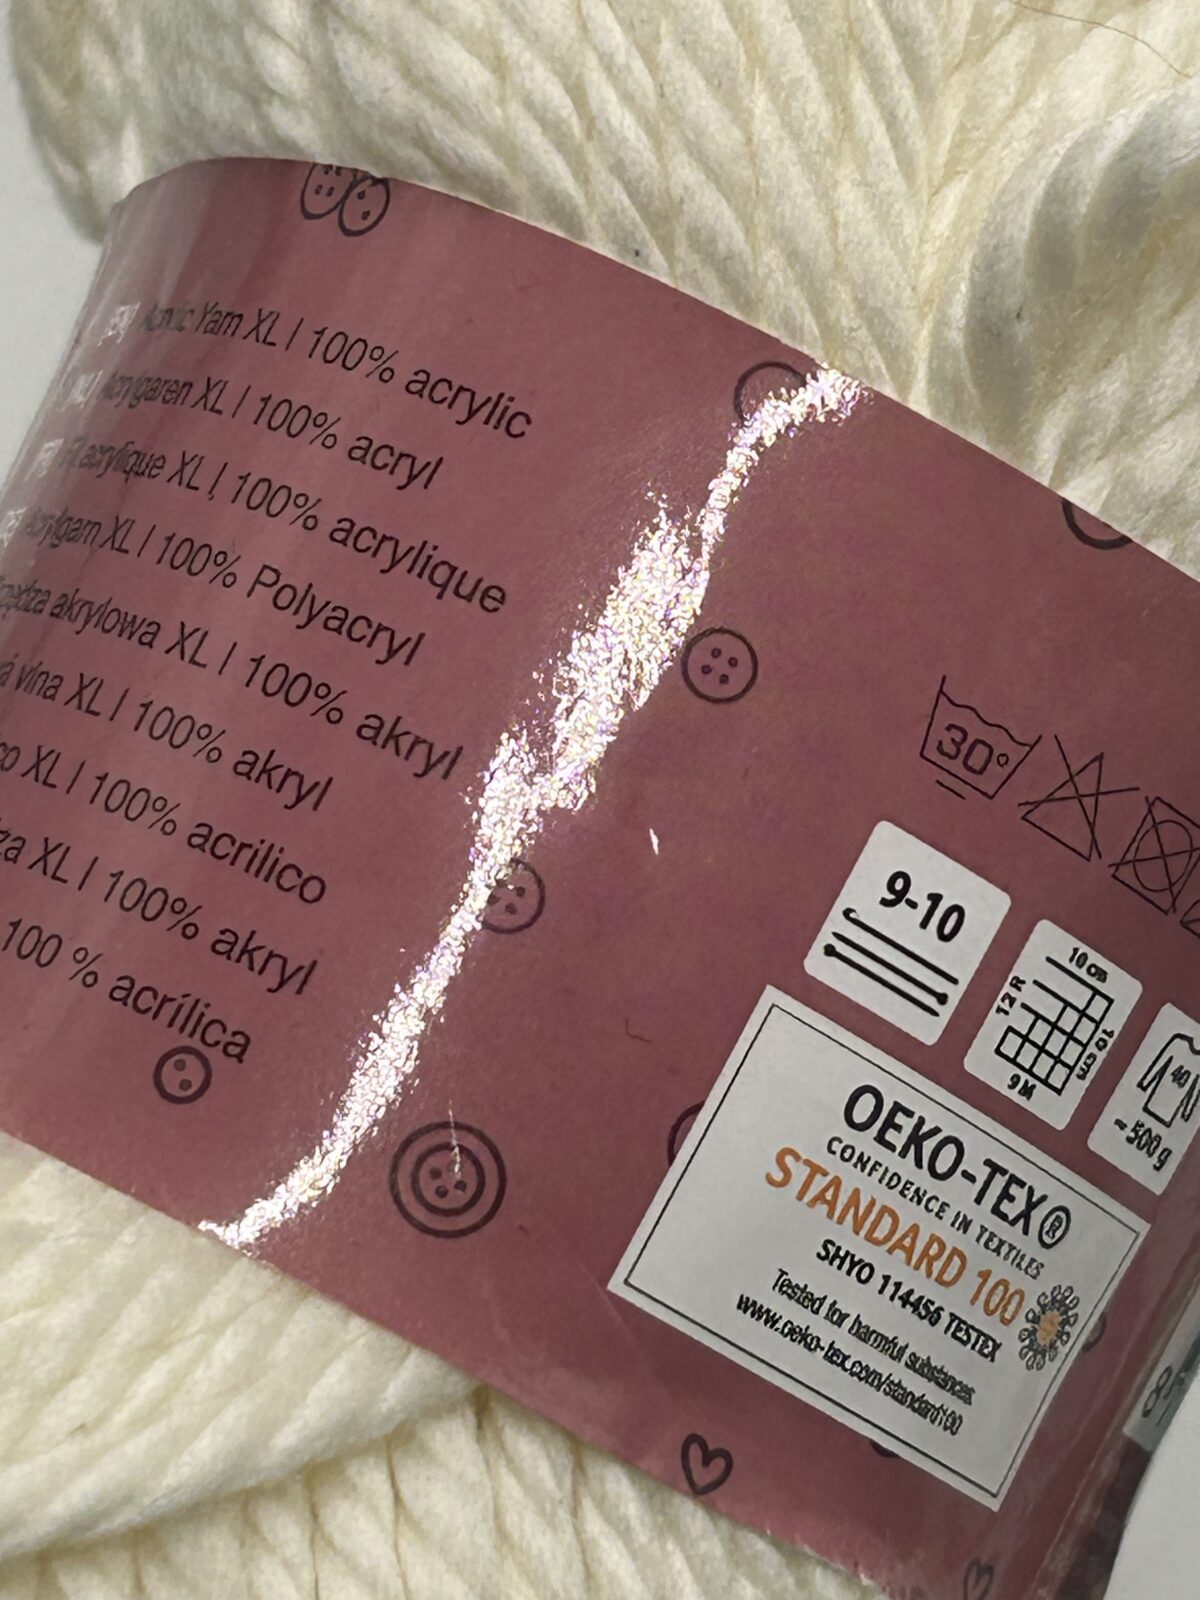 Acrylic Yarn XL | 100% acrylic
Acrylgaren XL | 100% acryl
Fil acrylique XL | 100% acrylique
Acrylgarn XL | 100% Polyacryl
akrylowa XL | 100% akryl
vlna XL | 100% akryl
XL | 100% acrilico
XL | 100% akryl
100 % acrílica
30°
9-10
10 cm
12 R
10 cm
9 M
40
≈ 500 g
OEKO-TEX®
CONFIDENCE IN TEXTILES
STANDARD 100
SHYO 114456 TESTEX
Tested for harmful substances
www.oeko-tex.com/standard100